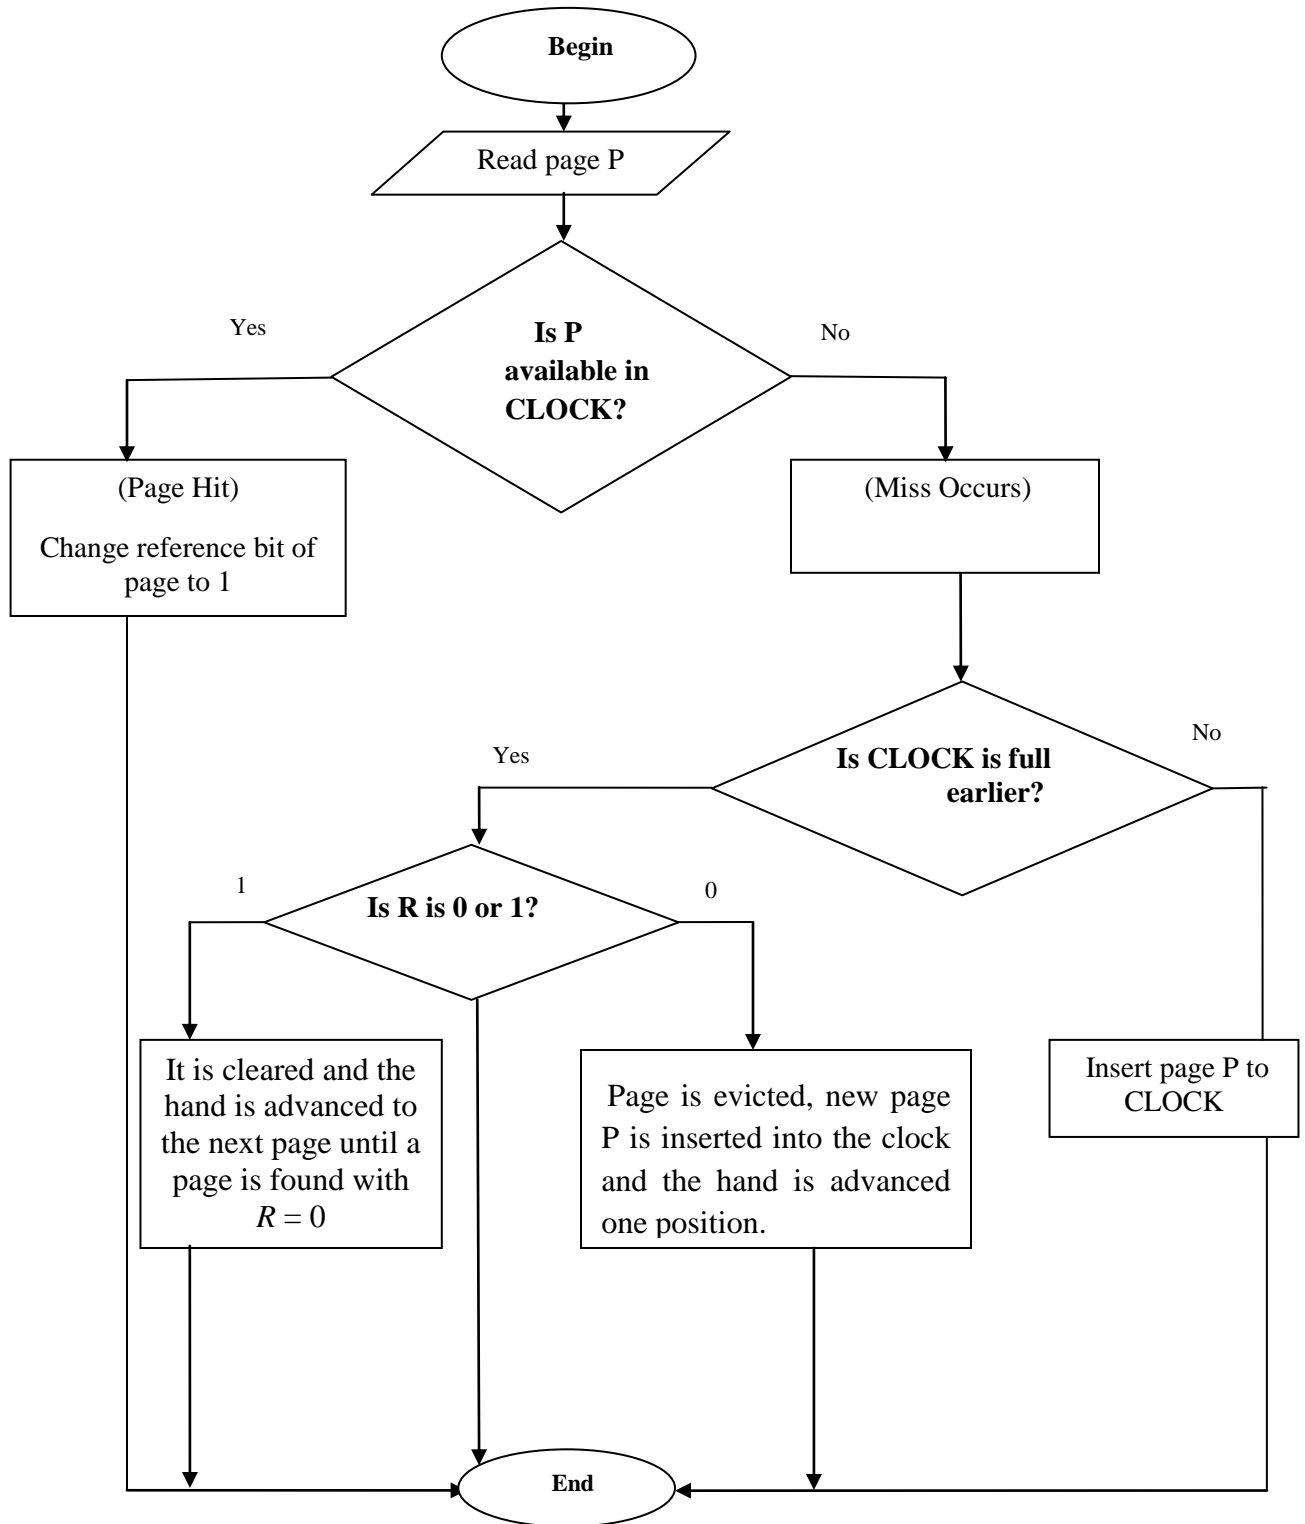 Begin
Read page P
Is P
available in
CLOCK?
Yes
No
(Page Hit)
Change reference bit of
page to 1
(Miss Occurs)
Is CLOCK is full
earlier?
Yes
No
Is R is 0 or 1?
1
0
It is cleared and the
hand is advanced to
the next page until a
page is found with
R = 0
Page is evicted, new page
P is inserted into the clock
and the hand is advanced
one position.
Insert page P to
CLOCK
End